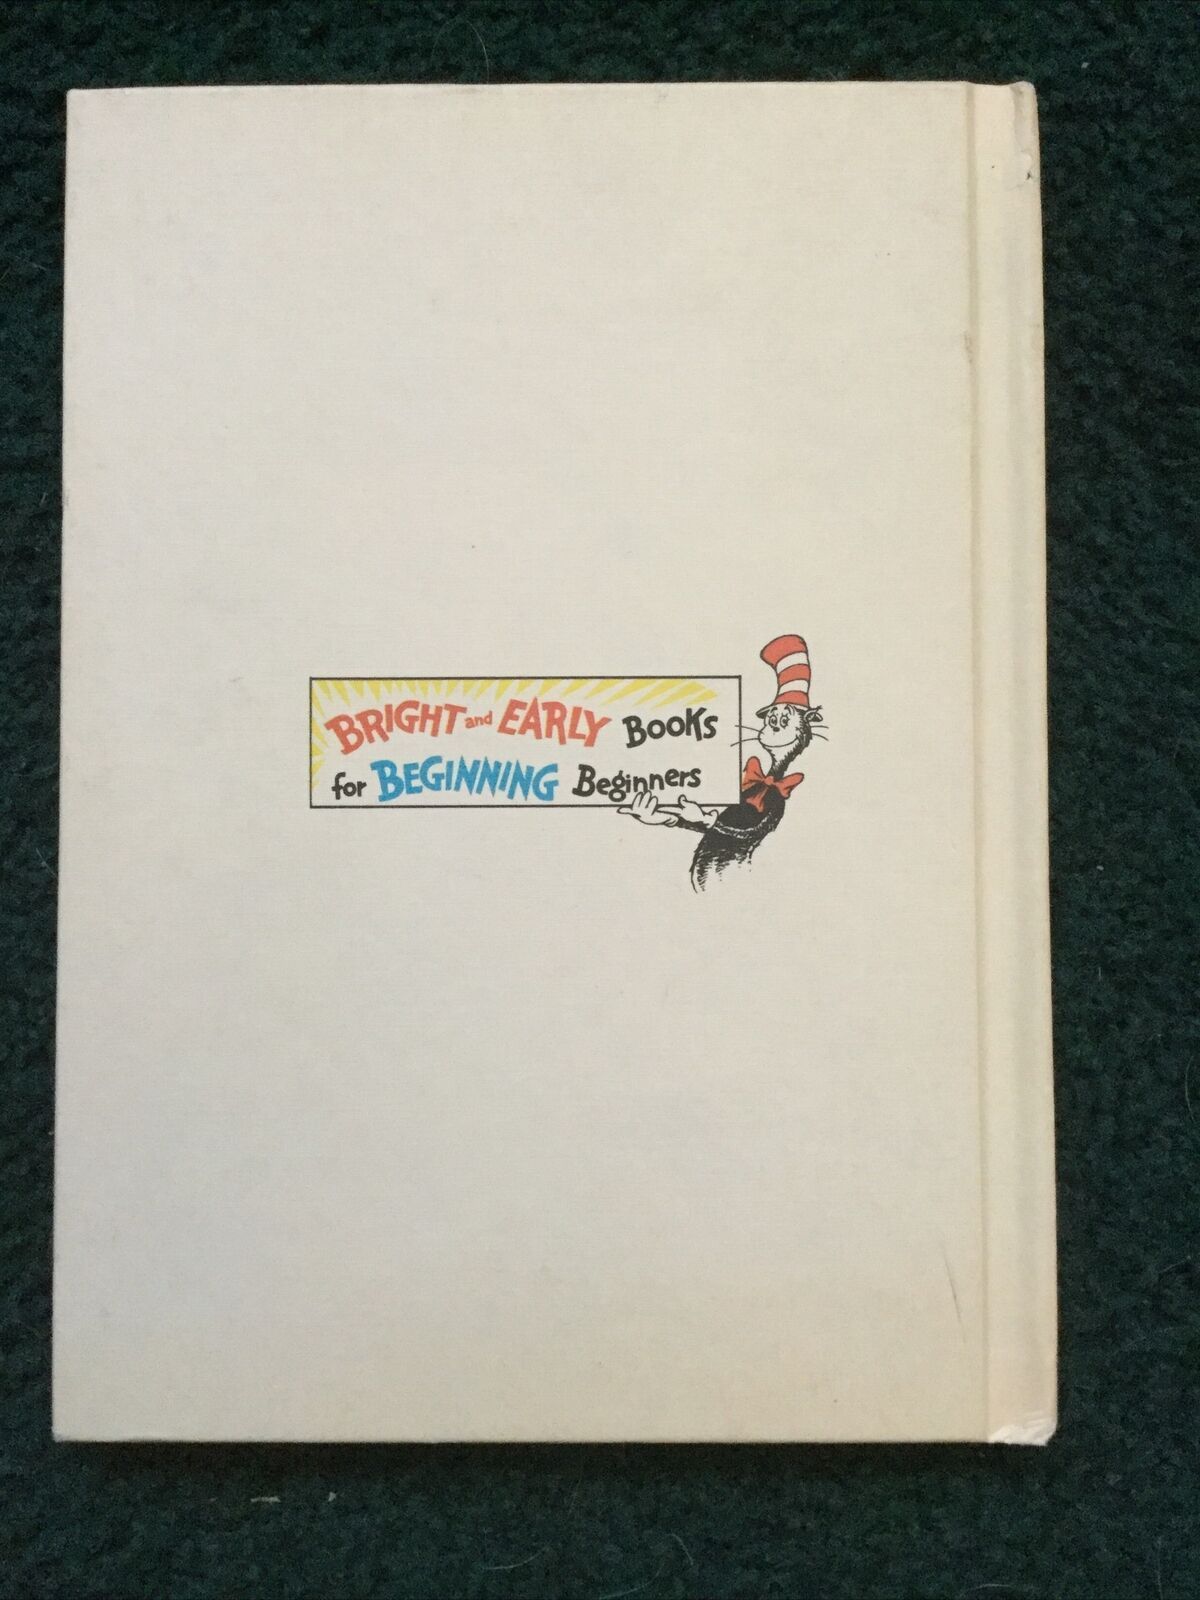 BRIGHT and EARLY Books
for BEGINNING Beginners